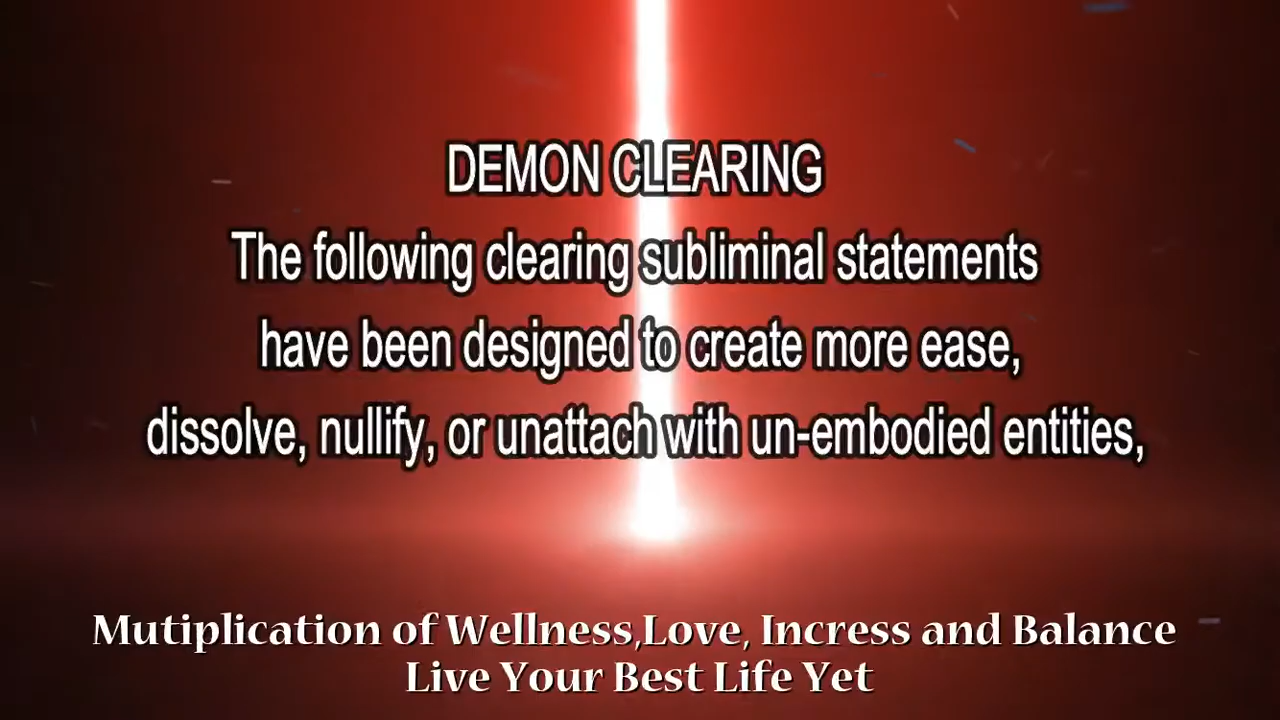 DEMON CLEARING
The following clearing subliminal statements
have been designed to create more ease,
dissolve, nullify, or unattach with un-embodied entities,
Mutiplication of Wellness,Love, Incress and Balance
Live Your Best Life Yet